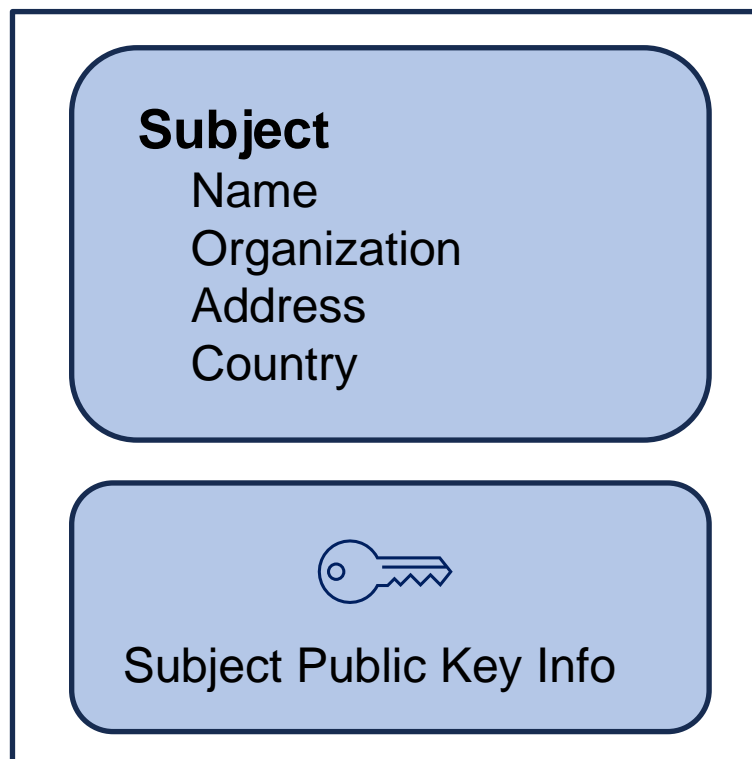 Subject
Name
Organization
Address
Country
Subject Public Key Info